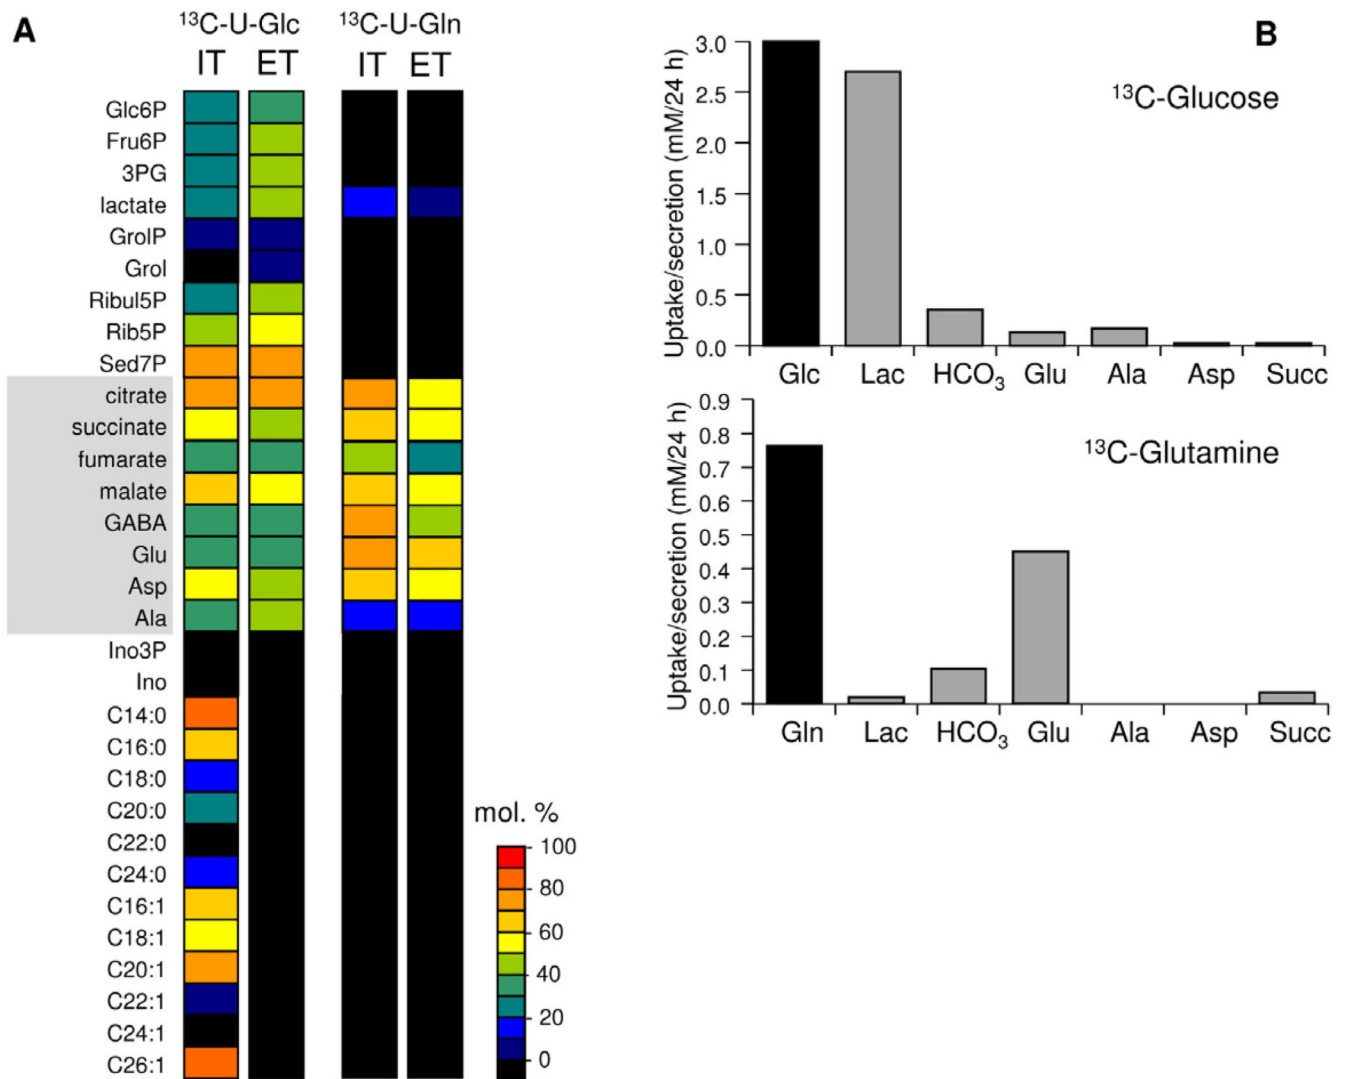 A
¹³C-U-Glc ¹³C-U-Gln
IT ET IT ET
Glc6P
Fru6P
3PG
lactate
GrolP
Grol
Ribul5P
Rib5P
Sed7P
citrate
succinate
fumarate
malate
GABA
Glu
Asp
Ala
Ino3P
Ino
C14:0
C16:0
C18:0
C20:0
C22:0
C24:0
C16:1
C18:1
C20:1
C22:1
C24:1
C26:1
mol. %
100
80
60
40
20
0
B
¹³C-Glucose
Uptake/secretion (mM/24 h)
3.0
2.5
2.0
1.5
1.0
0.5
0.0
Glc Lac HCO₃ Glu Ala Asp Succ
¹³C-Glutamine
Uptake/secretion (mM/24 h)
0.9
0.8
0.7
0.6
0.5
0.4
0.3
0.2
0.1
0.0
Gln Lac HCO₃ Glu Ala Asp Succ